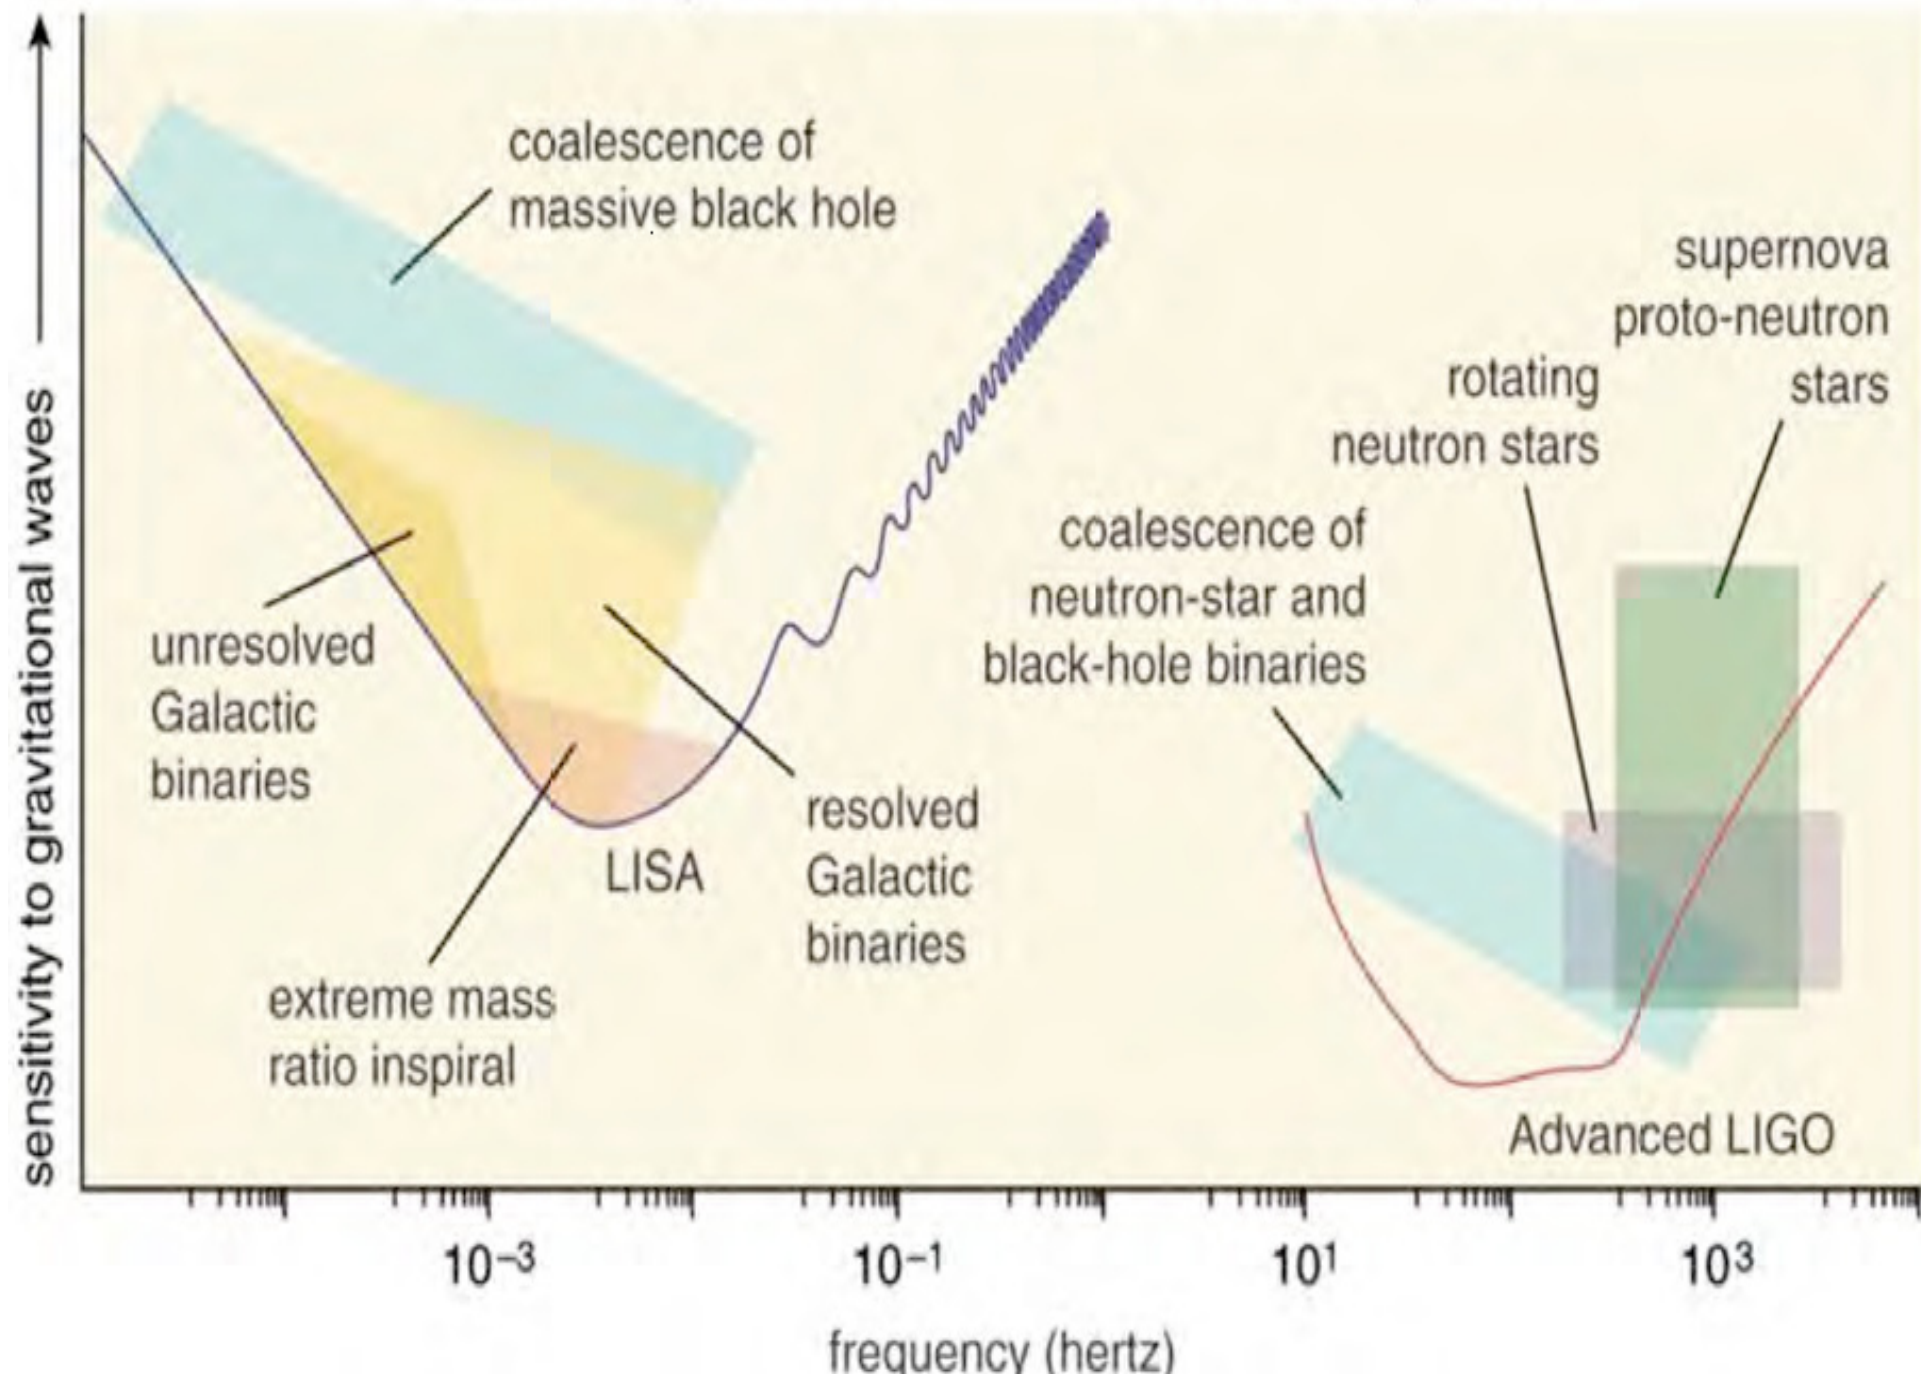 sensitivity to gravitational waves
coalescence of
massive black hole
unresolved
Galactic
binaries
extreme mass
ratio inspiral
LISA
resolved
Galactic
binaries
coalescence of
neutron-star and
black-hole binaries
rotating
neutron stars
supernova
proto-neutron
stars
Advanced LIGO
10⁻³
10⁻¹
10¹
10³
frequency (hertz)